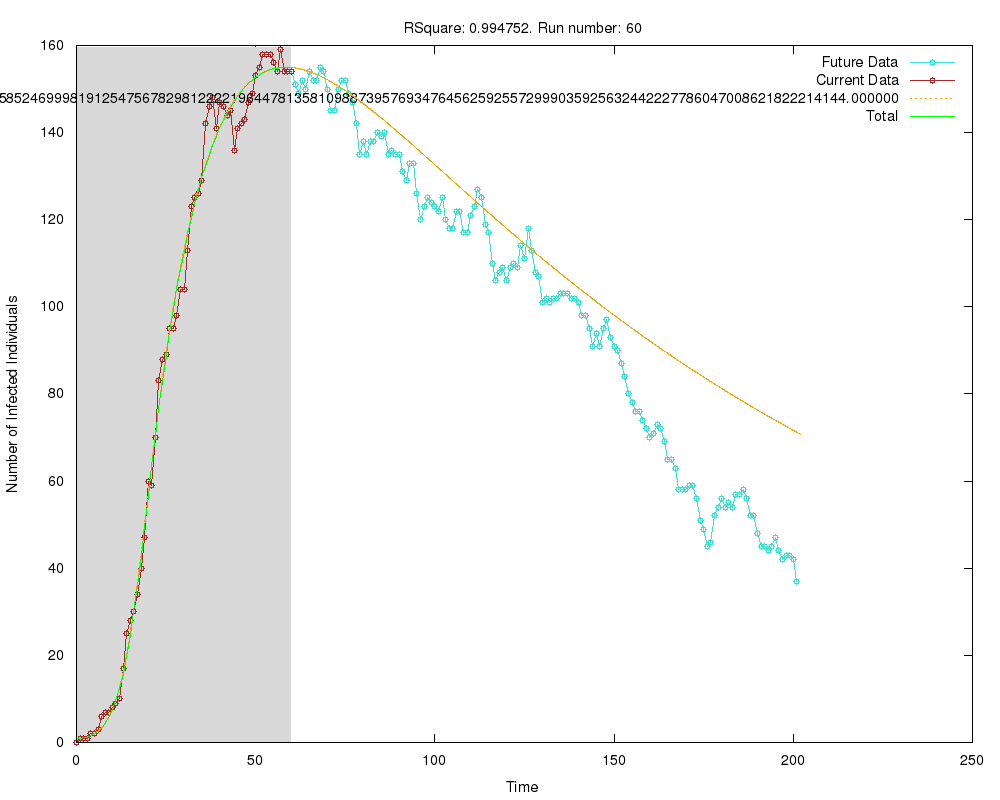 RSquare: 0.994752. Run number: 60
160
140
120
100
80
60
40
20
0
0
50
100
150
200
250
Number of Infected Individuals
Time
Future Data
Current Data
Total